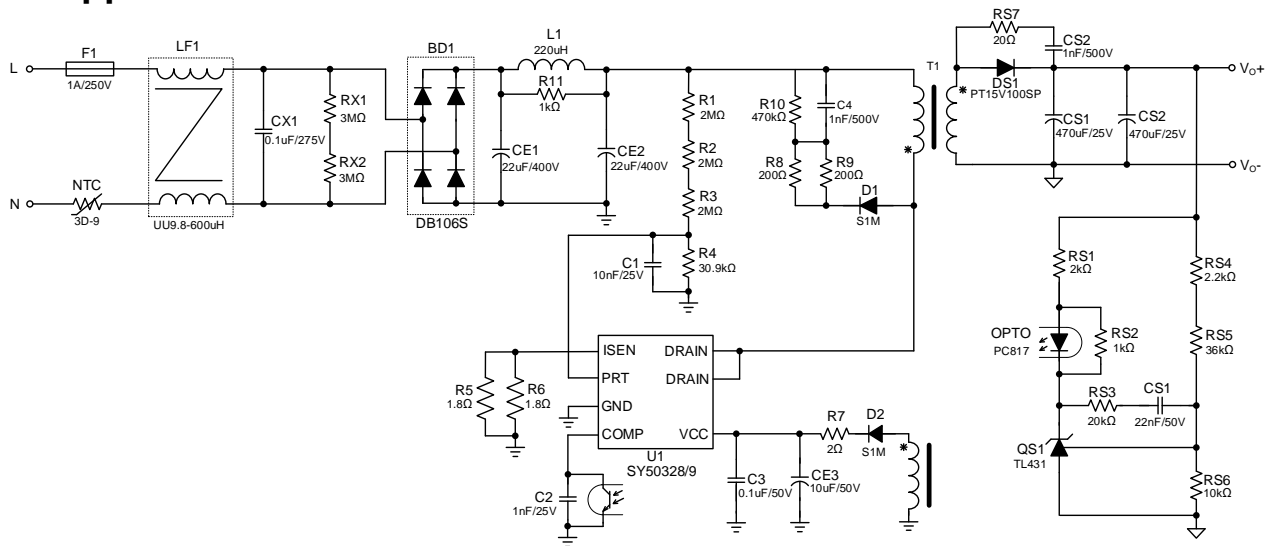 L
F1
1A/250V
LF1
UU9.8-600uH
N
NTC
3D-9
CX1
0.1uF/275V
RX1
3MΩ
RX2
3MΩ
BD1
DB106S
L1
220uH
R11
1kΩ
CE1
22uF/400V
CE2
22uF/400V
R1
2MΩ
R2
2MΩ
R3
2MΩ
R4
30.9kΩ
C1
10nF/25V
R10
470kΩ
C4
1nF/500V
R8
200Ω
R9
200Ω
D1
S1M
T1
*
*
RS7
20Ω
CS2
1nF/500V
DS1
PT15V100SP
CS1
470uF/25V
CS2
470uF/25V
VO+
VO-
ISEN
PRT
GND
COMP
DRAIN
DRAIN
VCC
U1
SY50328/9
R5
1.8Ω
R6
1.8Ω
C2
1nF/25V
C3
0.1uF/50V
CE3
10uF/50V
R7
2Ω
D2
S1M
*
RS1
2kΩ
RS4
2.2kΩ
OPTO
PC817
RS2
1kΩ
RS5
36kΩ
RS3
20kΩ
CS1
22nF/50V
QS1
TL431
RS6
10kΩ